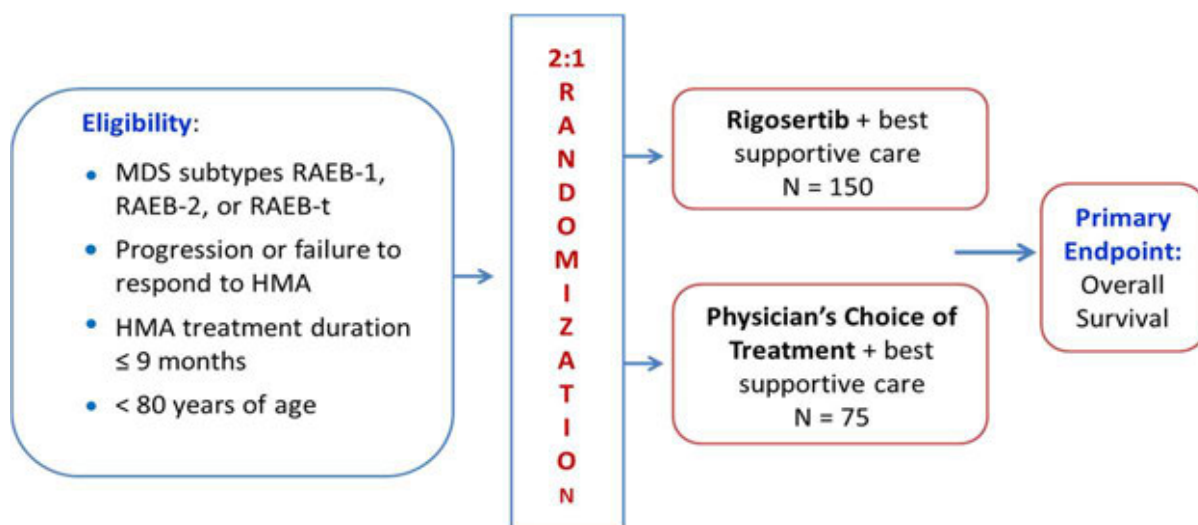 Eligibility:
• MDS subtypes RAEB-1,
RAEB-2, or RAEB-t
• Progression or failure to
respond to HMA
• HMA treatment duration
≤ 9 months
• < 80 years of age
2:1
R
A
N
D
O
M
I
Z
A
T
I
O
N
Rigosertib + best
supportive care
N = 150
Physician’s Choice of
Treatment + best
supportive care
N = 75
Primary
Endpoint:
Overall
Survival